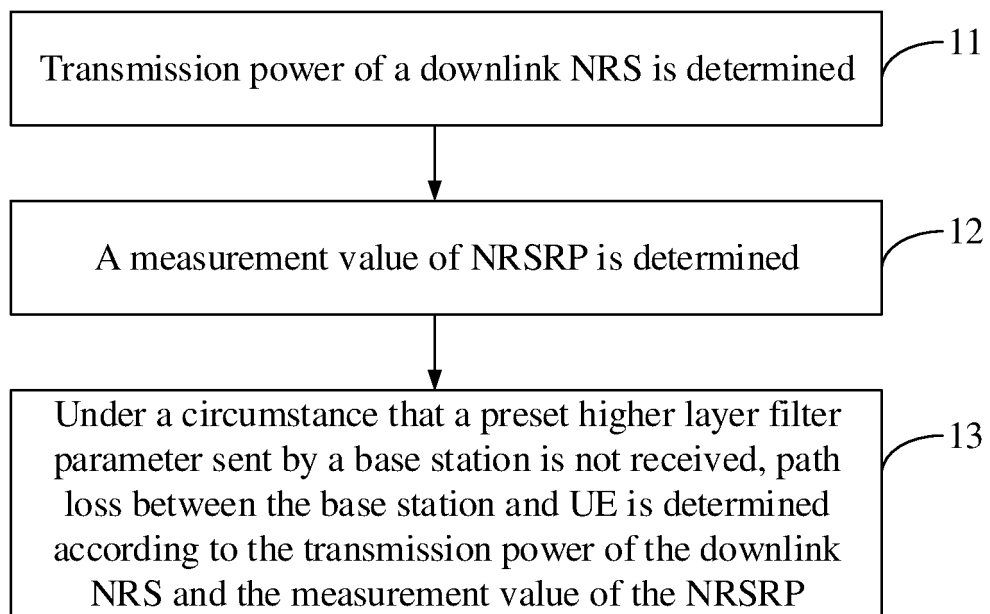 Transmission power of a downlink NRS is determined
11
A measurement value of NRSRP is determined
12
Under a circumstance that a preset higher layer filter
parameter sent by a base station is not received, path
loss between the base station and UE is determined
according to the transmission power of the downlink
NRS and the measurement value of the NRSRP
13